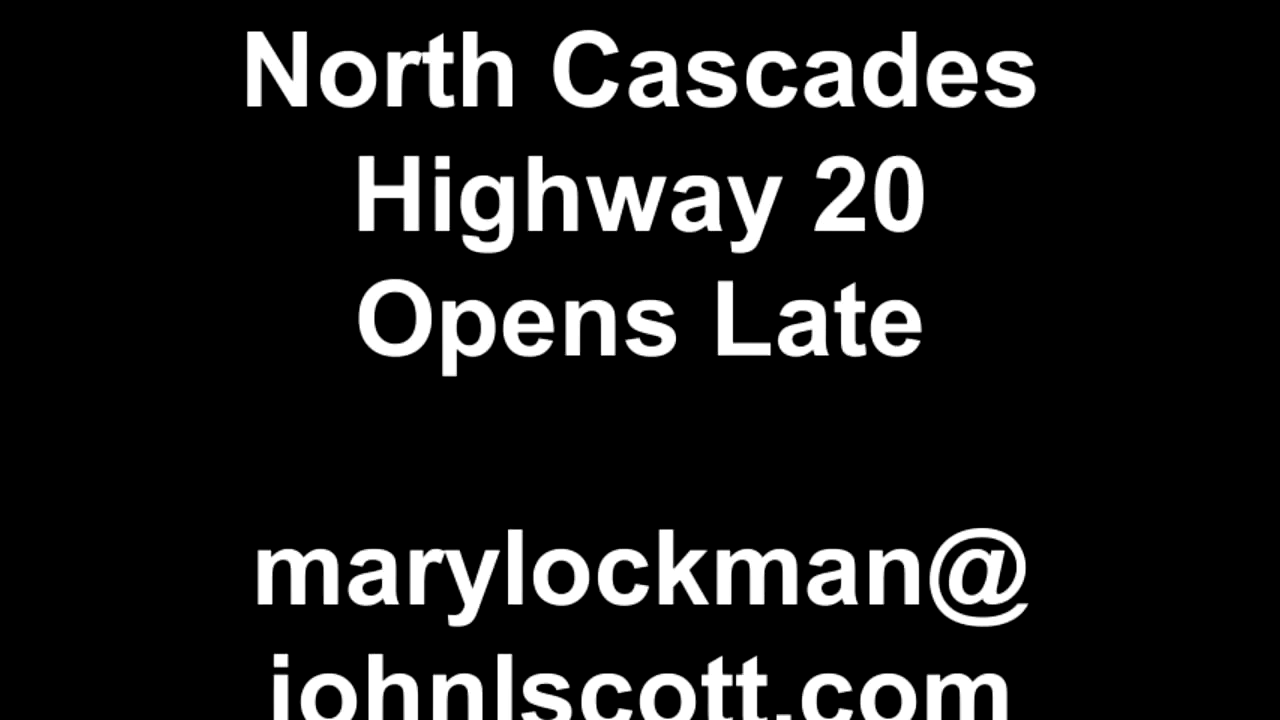 North Cascades
Highway 20
Opens Late
marylockman@
johnlscott.com